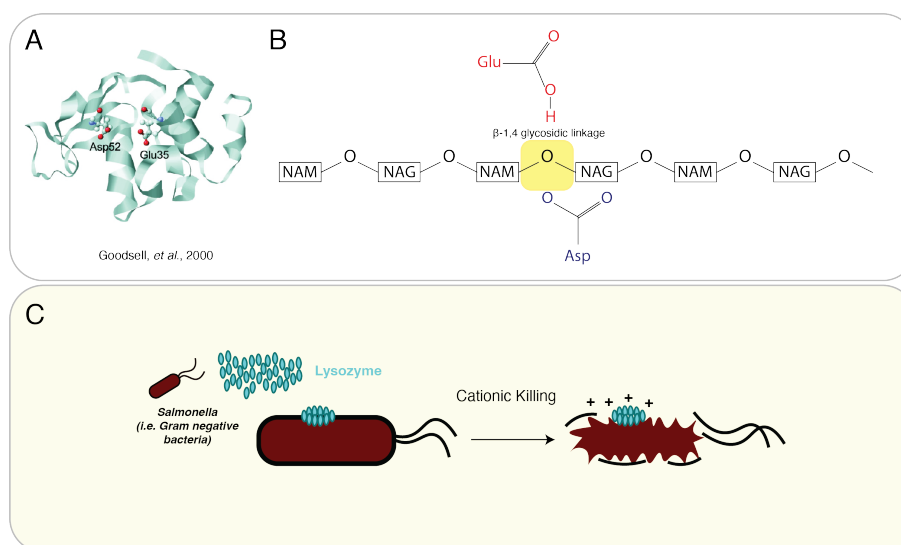 A
Asp52
Glu35
Goodsell, et al., 2000
B
O
Glu
O
H
β-1,4 glycosidic linkage
O O O O O O
NAM NAG NAM NAG NAM NAG
O O
Asp
C
Lysozyme
Salmonella
(i.e. Gram negative
bacteria)
Cationic Killing
+ + + +